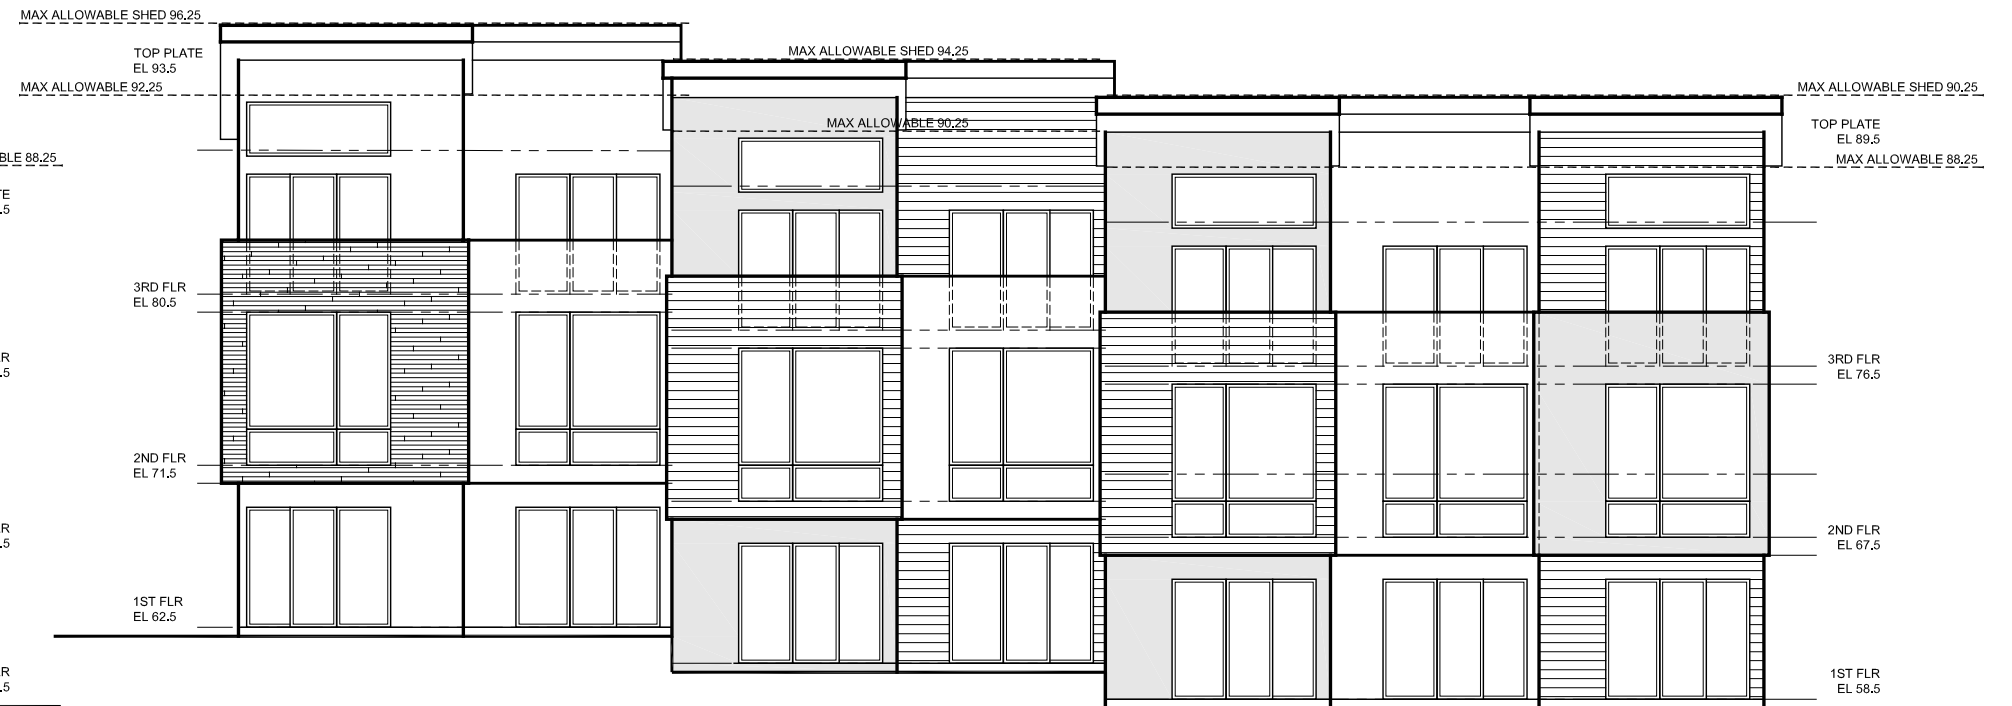 MAX ALLOWABLE SHED 96.25
TOP PLATE
EL 93.5
MAX ALLOWABLE 92.25
MAX ALLOWABLE SHED 94.25
MAX ALLOWABLE 90.25
MAX ALLOWABLE SHED 90.25
TOP PLATE
EL 89.5
MAX ALLOWABLE 88.25
88.25
3RD FLR
EL 80.5
2ND FLR
EL 71.5
1ST FLR
EL 62.5
3RD FLR
EL 76.5
2ND FLR
EL 67.5
1ST FLR
EL 58.5